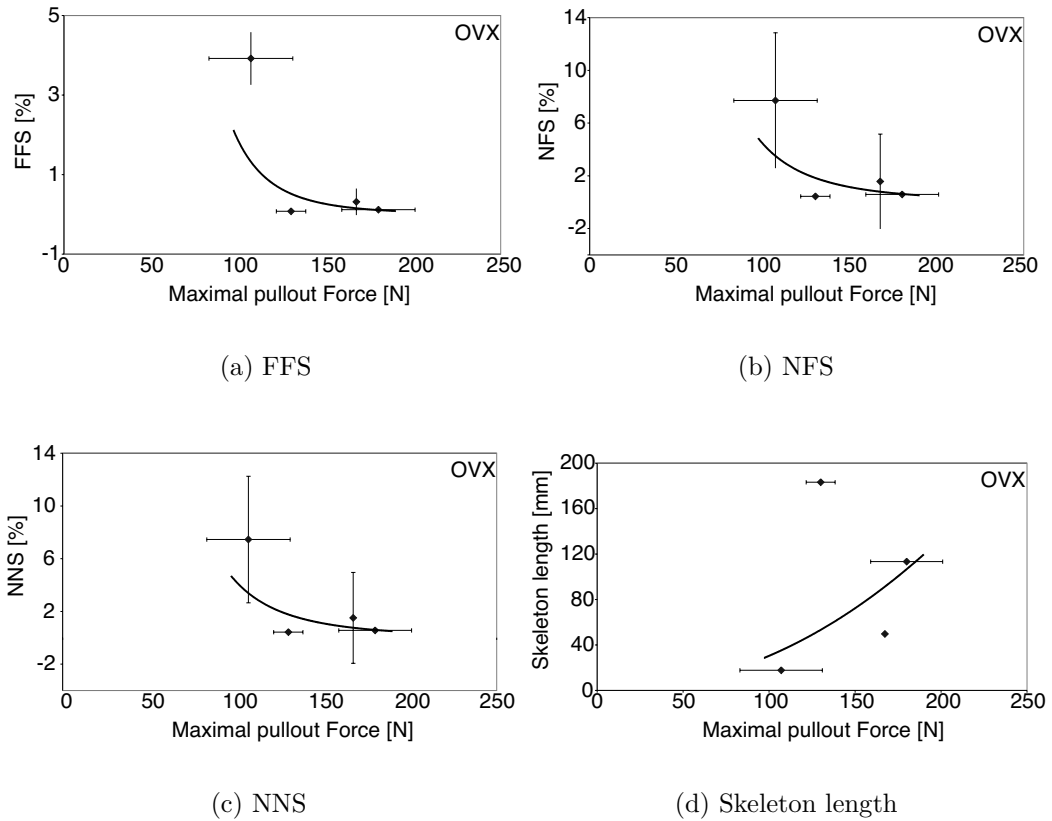 5
3
1
-1
FFS [%]
OVX
0 50 100 150 200 250
Maximal pullout Force [N]
(a) FFS
14
10
6
2
-2
NFS [%]
OVX
0 50 100 150 200 250
Maximal pullout Force [N]
(b) NFS
14
10
6
2
-2
NNS [%]
OVX
0 50 100 150 200 250
Maximal pullout Force [N]
(c) NNS
200
160
120
80
40
0
Skeleton length [mm]
OVX
0 50 100 150 200 250
Maximal pullout Force [N]
(d) Skeleton length